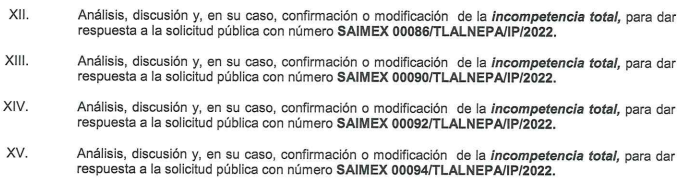 XII. Análisis, discusión y, en su caso, confirmación o modificación de la incompetencia total, para dar
respuesta a la solicitud pública con número SAIMEX 00086/TLALNEPA/IP/2022.
XIII. Análisis, discusión y, en su caso, confirmación o modificación de la incompetencia total, para dar
respuesta a la solicitud pública con número SAIMEX 00090/TLALNEPA/IP/2022.
XIV. Análisis, discusión y, en su caso, confirmación o modificación de la incompetencia total, para dar
respuesta a la solicitud pública con número SAIMEX 00092/TLALNEPA/IP/2022.
XV. Análisis, discusión y, en su caso, confirmación o modificación de la incompetencia total, para dar
respuesta a la solicitud pública con número SAIMEX 00094/TLALNEPA/IP/2022.